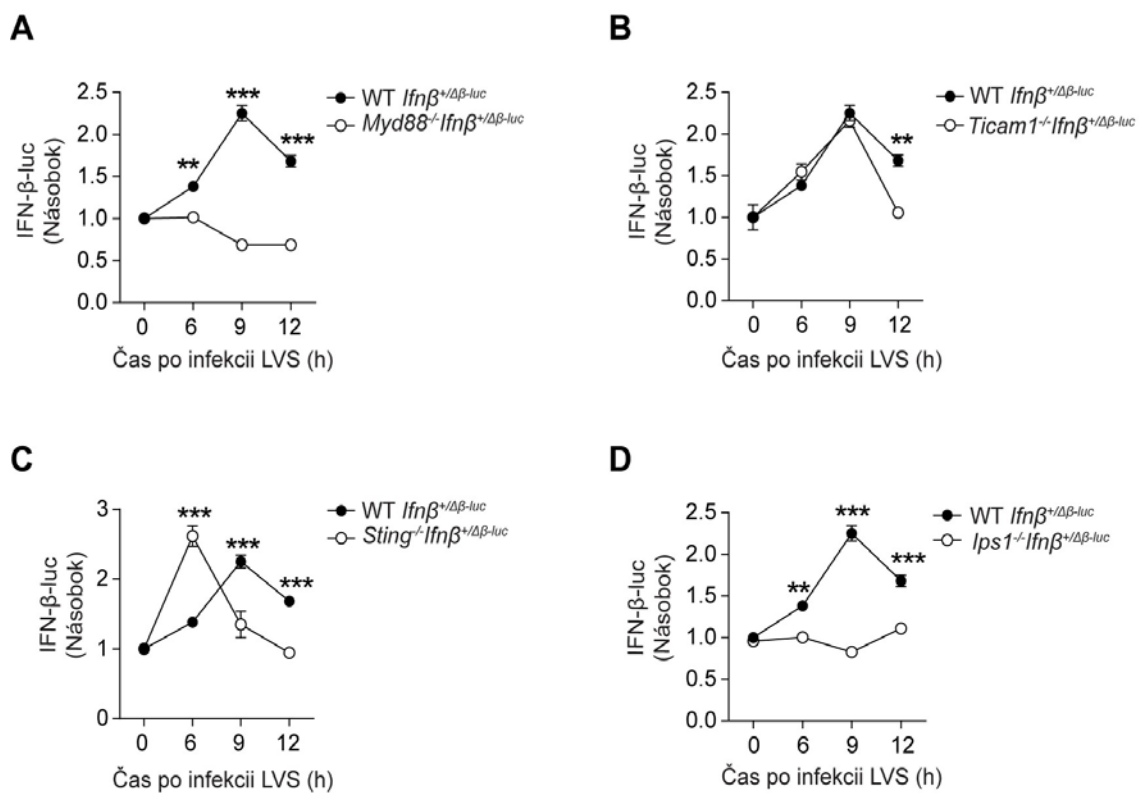 A
2.5
2.0
1.5
1.0
0.5
0.0
IFN-β-luc
(Násobok)
** *** ***
WT Ifnβ+/Δβ-luc
Myd88-/-Ifnβ+/Δβ-luc
0 6 9 12
Čas po infekcii LVS (h)
B
2.5
2.0
1.5
1.0
0.5
0.0
IFN-β-luc
(Násobok)
**
WT Ifnβ+/Δβ-luc
Ticam1-/-Ifnβ+/Δβ-luc
0 6 9 12
Čas po infekcii LVS (h)
C
3
2
1
0
IFN-β-luc
(Násobok)
*** *** ***
WT Ifnβ+/Δβ-luc
Sting-/-Ifnβ+/Δβ-luc
0 6 9 12
Čas po infekcii LVS (h)
D
2.5
2.0
1.5
1.0
0.5
0.0
IFN-β-luc
(Násobok)
** *** ***
WT Ifnβ+/Δβ-luc
Ips1-/-Ifnβ+/Δβ-luc
0 6 9 12
Čas po infekcii LVS (h)